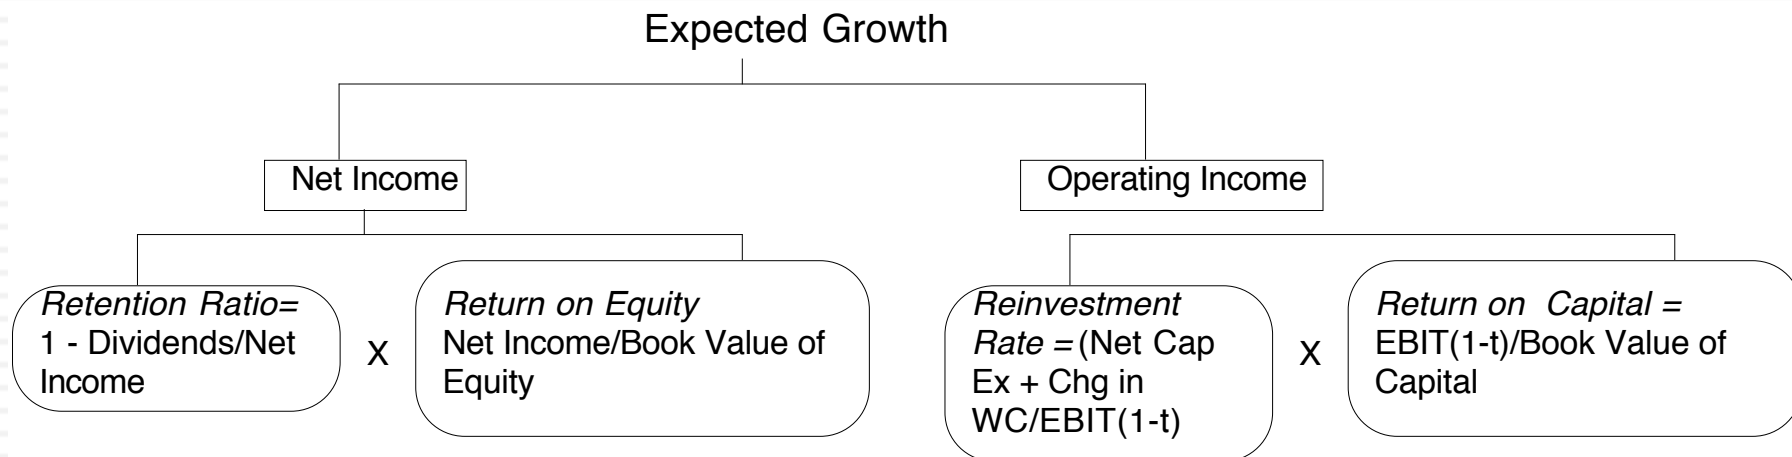 Expected Growth
Net Income
Operating Income
Retention Ratio=
1 - Dividends/Net
Income
X
Return on Equity
Net Income/Book Value of
Equity
Reinvestment
Rate = (Net Cap
Ex + Chg in
WC/EBIT(1-t)
X
Return on Capital =
EBIT(1-t)/Book Value of
Capital